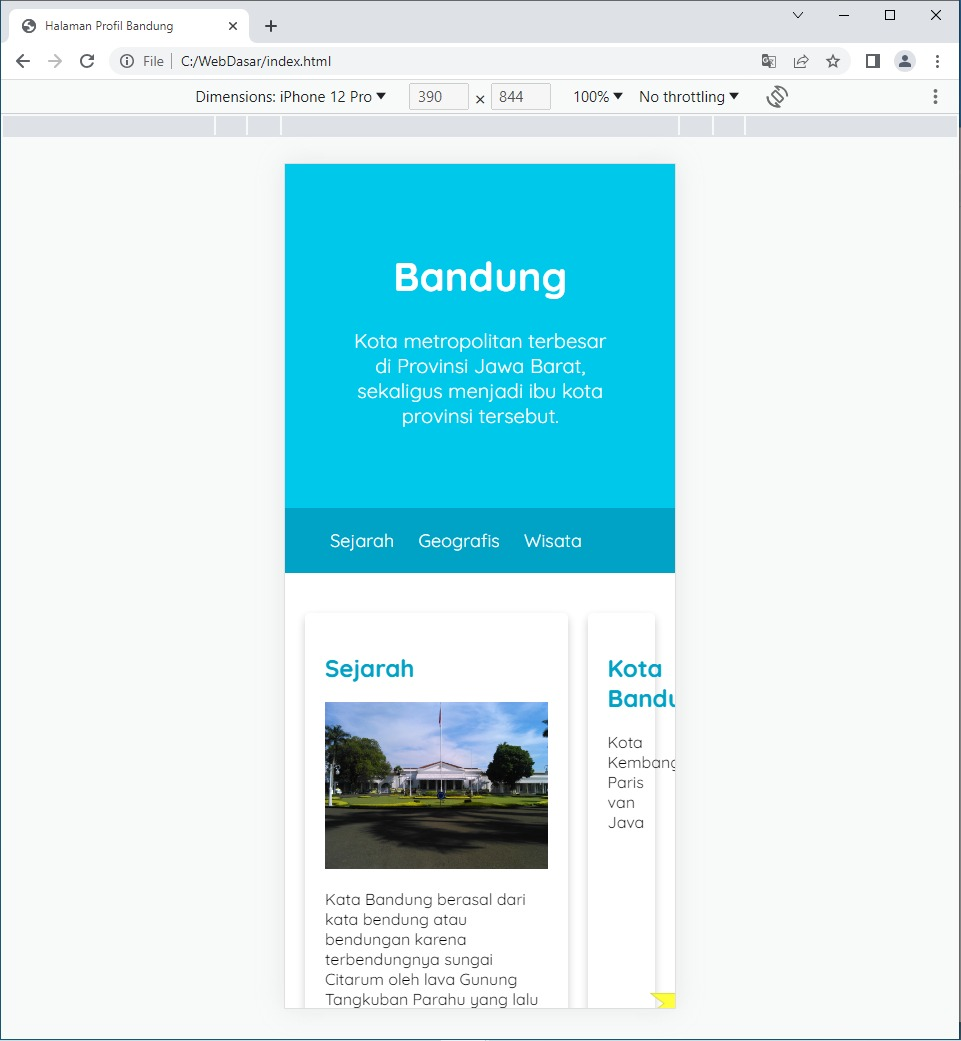 Halaman Profil Bandung
File
C:/WebDasar/index.html
Dimensions: iPhone 12 Pro
390
×
844
100%
No throttling
Bandung
Kota metropolitan terbesar
di Provinsi Jawa Barat,
sekaligus menjadi ibu kota
provinsi tersebut.
Sejarah
Geografis
Wisata
Sejarah
Kata Bandung berasal dari
kata bendung atau
bendungan karena
terbendungnya sungai
Citarum oleh lava Gunung
Tangkuban Parahu yang lalu
Kota
Bandu
Kota
Kembang
Paris
van
Java